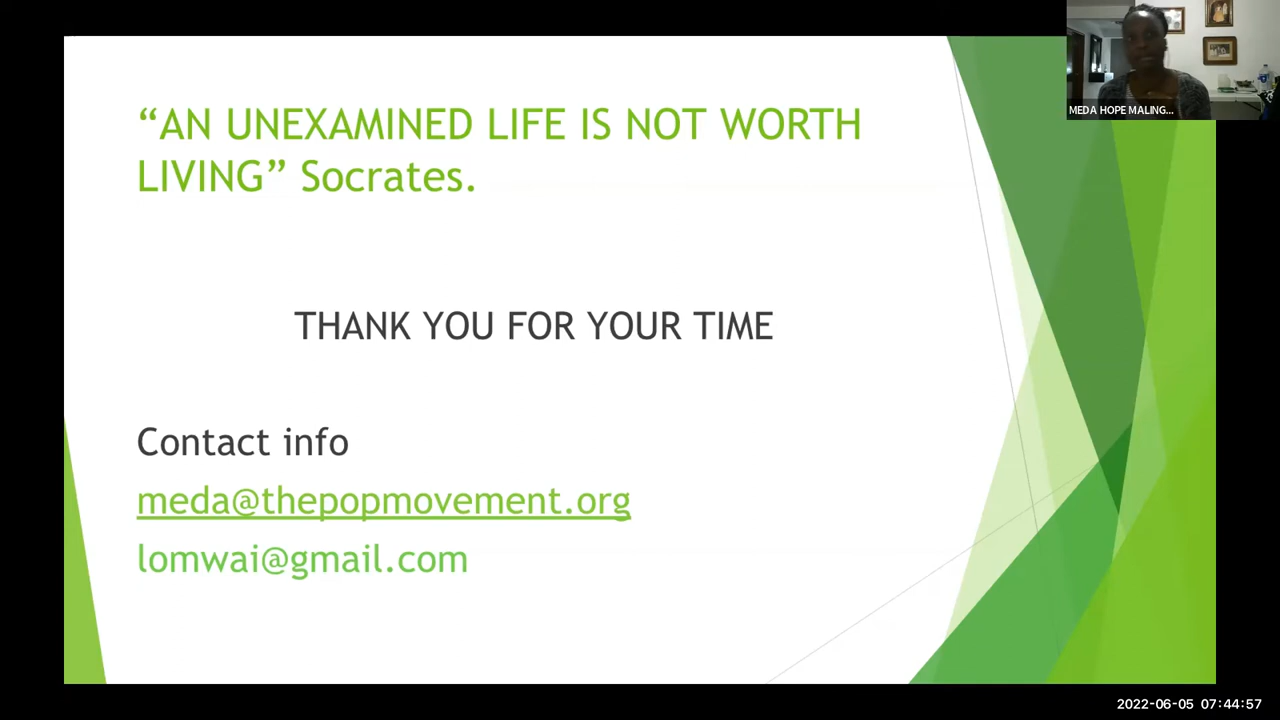 “AN UNEXAMINED LIFE IS NOT WORTH
LIVING” Socrates.
THANK YOU FOR YOUR TIME
Contact info
meda@thepopmovement.org
lomwai@gmail.com
MEDA HOPE MALING...
2022-06-05 07:44:57